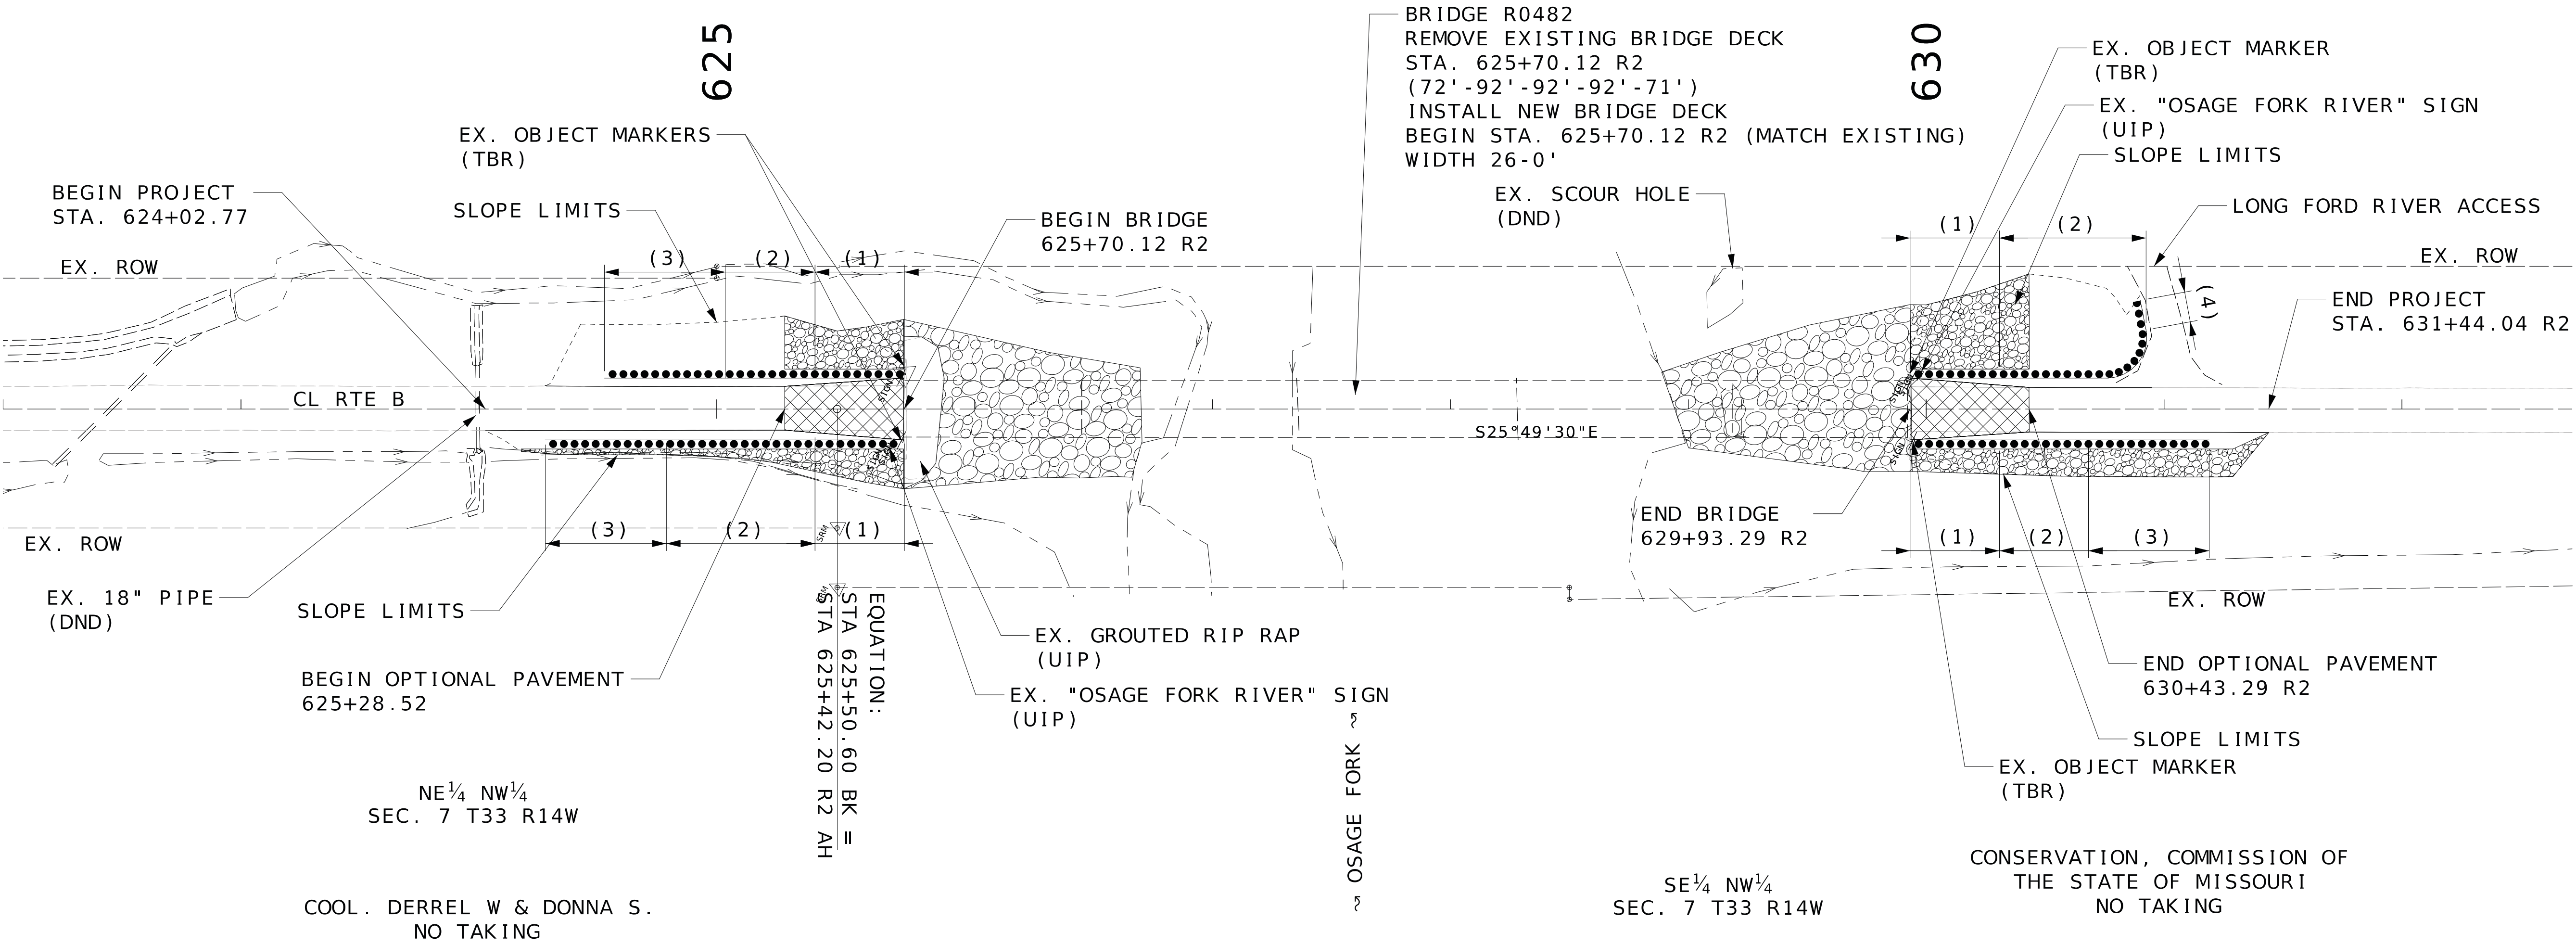 625
630
BRIDGE R0482
REMOVE EXISTING BRIDGE DECK
STA. 625+70.12 R2
(72'-92'-92'-92'-71')
INSTALL NEW BRIDGE DECK
BEGIN STA. 625+70.12 R2 (MATCH EXISTING)
WIDTH 26-0'
EX. OBJECT MARKER
(TBR)
EX. "OSAGE FORK RIVER" SIGN
(UIP)
SLOPE LIMITS
EX. OBJECT MARKERS
(TBR)
BEGIN PROJECT
STA. 624+02.77
SLOPE LIMITS
BEGIN BRIDGE
625+70.12 R2
EX. SCOUR HOLE
(DND)
LONG FORD RIVER ACCESS
(1)
(2)
EX. ROW
(3)
(2)
(1)
EX. ROW
(4)
END PROJECT
STA. 631+44.04 R2
CL RTE B
SIGN
SIGN
S25°49'30"E
SIGN
SIGN
EX. ROW
(3)
(2)
SRM
(1)
END BRIDGE
629+93.29 R2
(1)
(2)
(3)
EX. 18" PIPE
(DND)
SLOPE LIMITS
EX. ROW
EQUATION:
STA 625+50.60 BK =
STA 625+42.20 R2 AH
EX. GROUTED RIP RAP
(UIP)
BEGIN OPTIONAL PAVEMENT
625+28.52
EX. "OSAGE FORK RIVER" SIGN
(UIP)
END OPTIONAL PAVEMENT
630+43.29 R2
OSAGE FORK
SLOPE LIMITS
EX. OBJECT MARKER
(TBR)
NE¼ NW¼
SEC. 7 T33 R14W
COOL. DERREL W & DONNA S.
NO TAKING
SE¼ NW¼
SEC. 7 T33 R14W
CONSERVATION, COMMISSION OF
THE STATE OF MISSOURI
NO TAKING